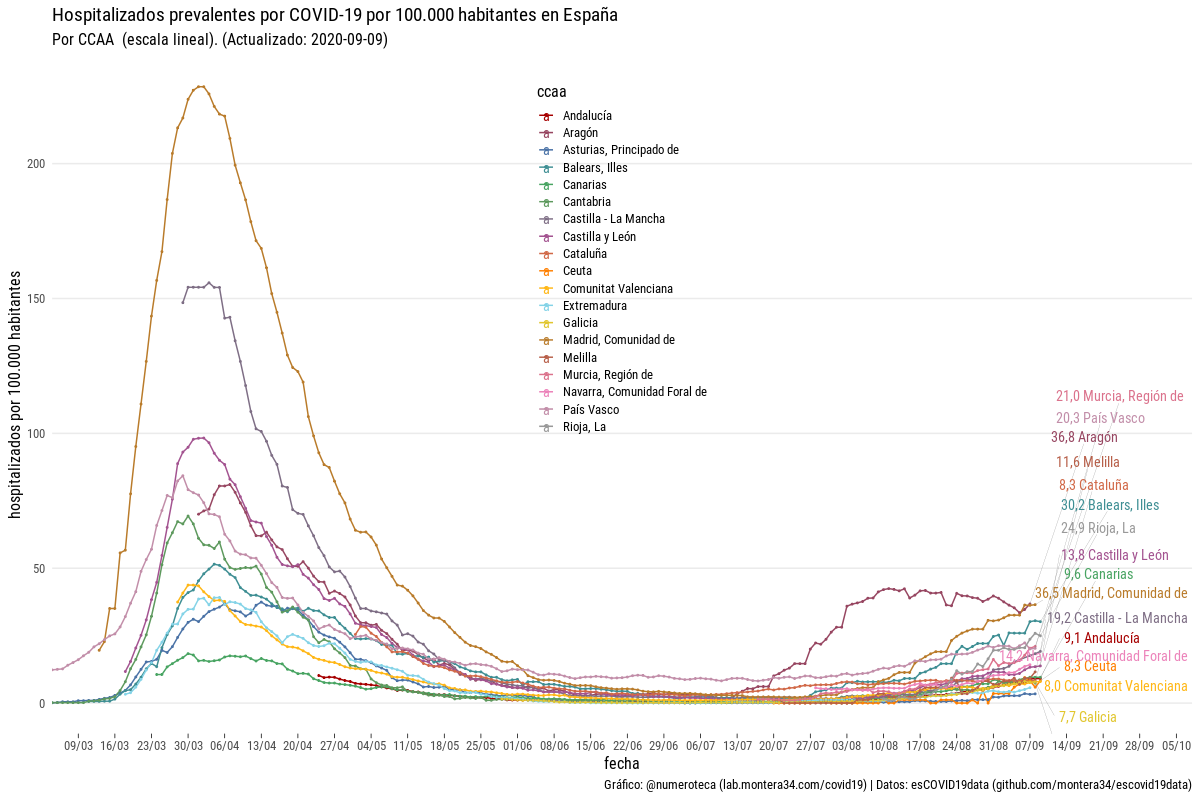 Hospitalizados prevalentes por COVID-19 por 100.000 habitantes en España
Por CCAA (escala lineal). (Actualizado: 2020-09-09)
hospitalizados por 100.000 habitantes
200
150
100
50
0
ccaa
Andalucía
Aragón
Asturias, Principado de
Balears, Illes
Canarias
Cantabria
Castilla - La Mancha
Castilla y León
Cataluña
Ceuta
Comunitat Valenciana
Extremadura
Galicia
Madrid, Comunidad de
Melilla
Murcia, Región de
Navarra, Comunidad Foral de
País Vasco
Rioja, La
21,0 Murcia, Región de
20,3 País Vasco
36,8 Aragón
11,6 Melilla
8,3 Cataluña
30,2 Balears, Illes
24,9 Rioja, La
13,8 Castilla y León
9,6 Canarias
36,5 Madrid, Comunidad de
19,2 Castilla - La Mancha
9,1 Andalucía
Navarra, Comunidad Foral de
8,3 Ceuta
8,0 Comunitat Valenciana
7,7 Galicia
09/03 16/03 23/03 30/03 06/04 13/04 20/04 27/04 04/05 11/05 18/05 25/05 01/06 08/06 15/06 22/06 29/06 06/07 13/07 20/07 27/07 03/08 10/08 17/08 24/08 31/08 07/09 14/09 21/09 28/09 05/10
fecha
Gráfico: @numeroteca (lab.montera34.com/covid19) | Datos: esCOVID19data (github.com/montera34/escovid19data)